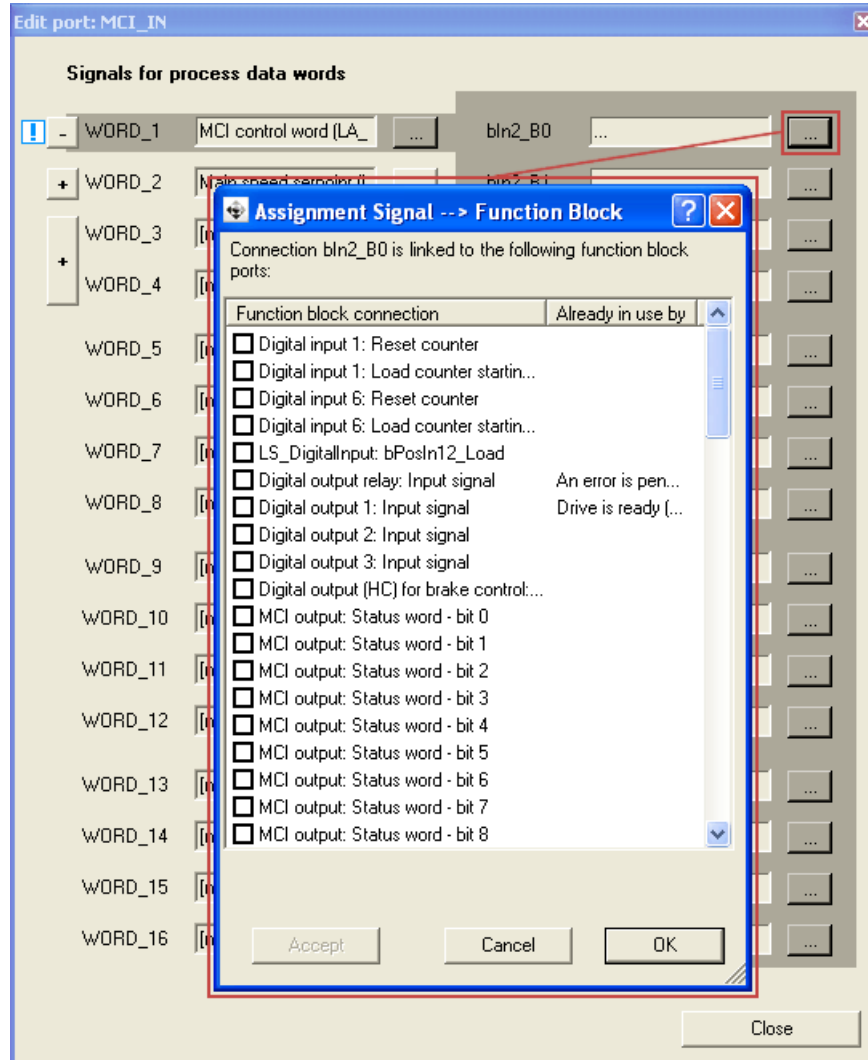 Edit port: MCI_IN
Signals for process data words
! - WORD_1 MCI control word (LA_ ... bIn2_B0 ... ...
+ WORD_2 Main speed setpoint ...
Assignment Signal --> Function Block ? X
WORD_3
Connection bIn2_B0 is linked to the following function block
ports:
+
WORD_4 ...
Function block connection Already in use by
WORD_5 Digital input 1: Reset counter ...
Digital input 1: Load counter startin...
WORD_6 Digital input 6: Reset counter ...
Digital input 6: Load counter startin...
WORD_7 LS_DigitalInput: bPosIn12_Load ...
Digital output relay: Input signal An error is pen...
WORD_8 Digital output 1: Input signal Drive is ready (... ...
Digital output 2: Input signal
Digital output 3: Input signal
WORD_9 Digital output (HC) for brake control:... ...
WORD_10 MCI output: Status word - bit 0 ...
MCI output: Status word - bit 1
WORD_11 MCI output: Status word - bit 2 ...
MCI output: Status word - bit 3
WORD_12 MCI output: Status word - bit 4 ...
MCI output: Status word - bit 5
MCI output: Status word - bit 6
WORD_13 MCI output: Status word - bit 7 ...
WORD_14 MCI output: Status word - bit 8 ...
WORD_15 ...
WORD_16 Accept Cancel OK ...
Close